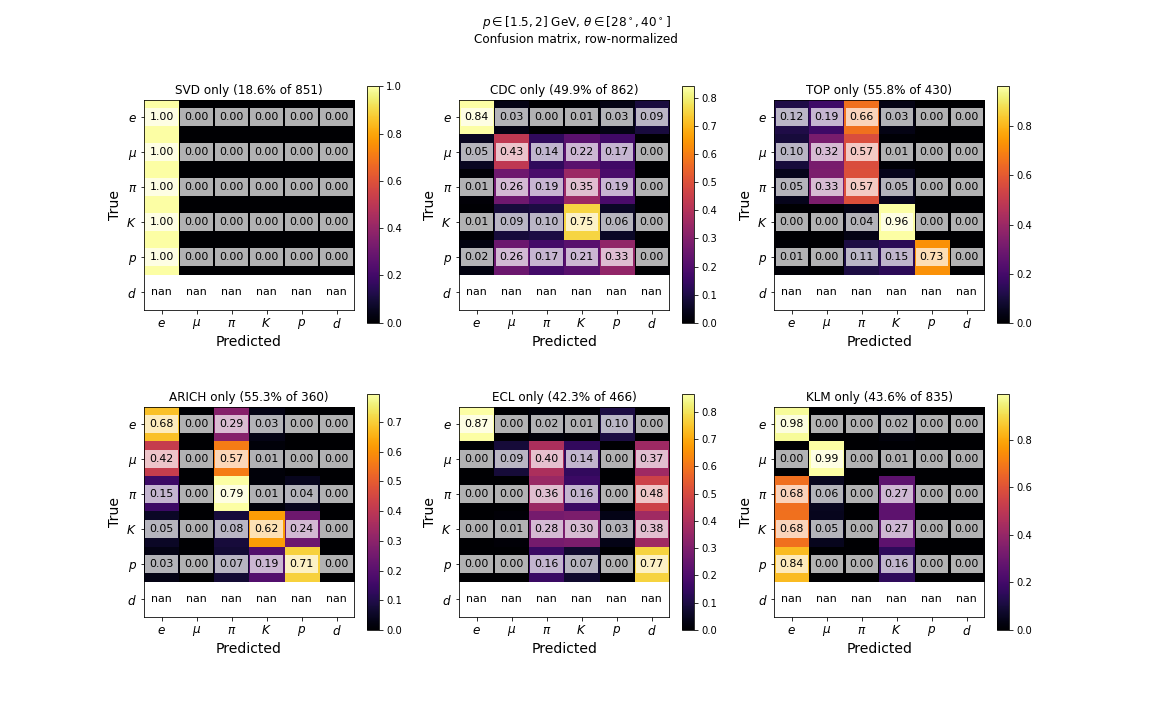 p ∈ [1.5, 2] GeV, θ ∈ [28°, 40°]
Confusion matrix, row-normalized
SVD only (18.6% of 851)
True
e 1.00 0.00 0.00 0.00 0.00 0.00
μ 1.00 0.00 0.00 0.00 0.00 0.00
π 1.00 0.00 0.00 0.00 0.00 0.00
K 1.00 0.00 0.00 0.00 0.00 0.00
p 1.00 0.00 0.00 0.00 0.00 0.00
d nan nan nan nan nan nan
e μ π K p d
Predicted
1.0
0.8
0.6
0.4
0.2
0.0
CDC only (49.9% of 862)
True
e 0.84 0.03 0.00 0.01 0.03 0.09
μ 0.05 0.43 0.14 0.22 0.17 0.00
π 0.01 0.26 0.19 0.35 0.19 0.00
K 0.01 0.09 0.10 0.75 0.06 0.00
p 0.02 0.26 0.17 0.21 0.33 0.00
d nan nan nan nan nan nan
e μ π K p d
Predicted
0.8
0.7
0.6
0.5
0.4
0.3
0.2
0.1
0.0
TOP only (55.8% of 430)
True
e 0.12 0.19 0.66 0.03 0.00 0.00
μ 0.10 0.32 0.57 0.01 0.00 0.00
π 0.05 0.33 0.57 0.05 0.00 0.00
K 0.00 0.00 0.04 0.96 0.00 0.00
p 0.01 0.00 0.11 0.15 0.73 0.00
d nan nan nan nan nan nan
e μ π K p d
Predicted
0.8
0.6
0.4
0.2
0.0
ARICH only (55.3% of 360)
True
e 0.68 0.00 0.29 0.03 0.00 0.00
μ 0.42 0.00 0.57 0.01 0.00 0.00
π 0.15 0.00 0.79 0.01 0.04 0.00
K 0.05 0.00 0.08 0.62 0.24 0.00
p 0.03 0.00 0.07 0.19 0.71 0.00
d nan nan nan nan nan nan
e μ π K p d
Predicted
0.7
0.6
0.5
0.4
0.3
0.2
0.1
0.0
ECL only (42.3% of 466)
True
e 0.87 0.00 0.02 0.01 0.10 0.00
μ 0.00 0.09 0.40 0.14 0.00 0.37
π 0.00 0.00 0.36 0.16 0.00 0.48
K 0.00 0.01 0.28 0.30 0.03 0.38
p 0.00 0.00 0.16 0.07 0.00 0.77
d nan nan nan nan nan nan
e μ π K p d
Predicted
0.8
0.7
0.6
0.5
0.4
0.3
0.2
0.1
0.0
KLM only (43.6% of 835)
True
e 0.98 0.00 0.00 0.02 0.00 0.00
μ 0.00 0.99 0.00 0.01 0.00 0.00
π 0.68 0.06 0.00 0.27 0.00 0.00
K 0.68 0.05 0.00 0.27 0.00 0.00
p 0.84 0.00 0.00 0.16 0.00 0.00
d nan nan nan nan nan nan
e μ π K p d
Predicted
0.8
0.6
0.4
0.2
0.0